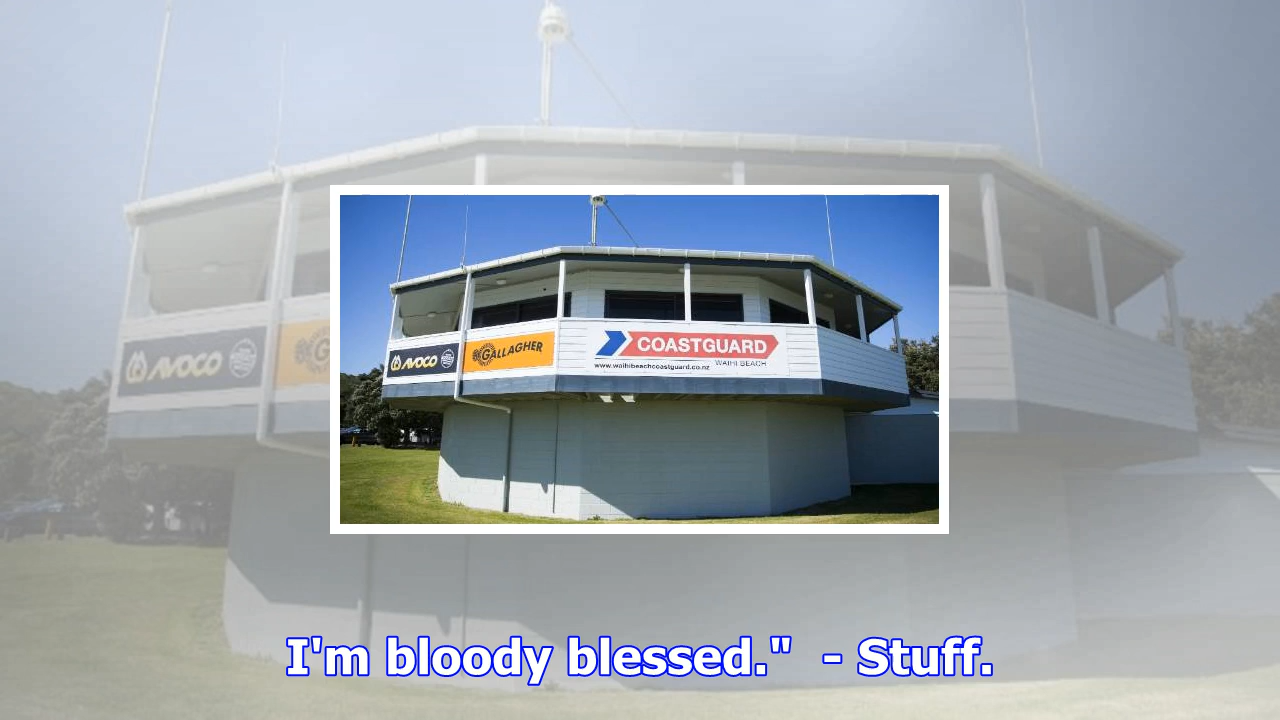 AVOCO
GALLAGHER
COASTGUARD
WAIHI BEACH
www.waihibeachcoastguard.co.nz
I'm bloody blessed." - Stuff.